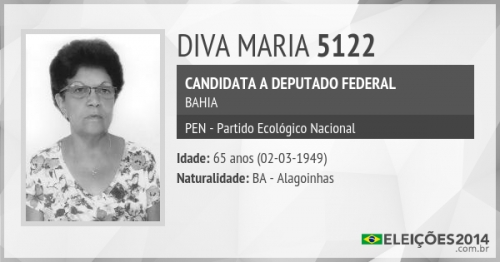 DIVA MARIA 5122
CANDIDATA A DEPUTADO FEDERAL
BAHIA
PEN - Partido Ecológico Nacional
Idade: 65 anos (02-03-1949)
Naturalidade: BA - Alagoinhas
ELEIÇÕES2014
.com.br